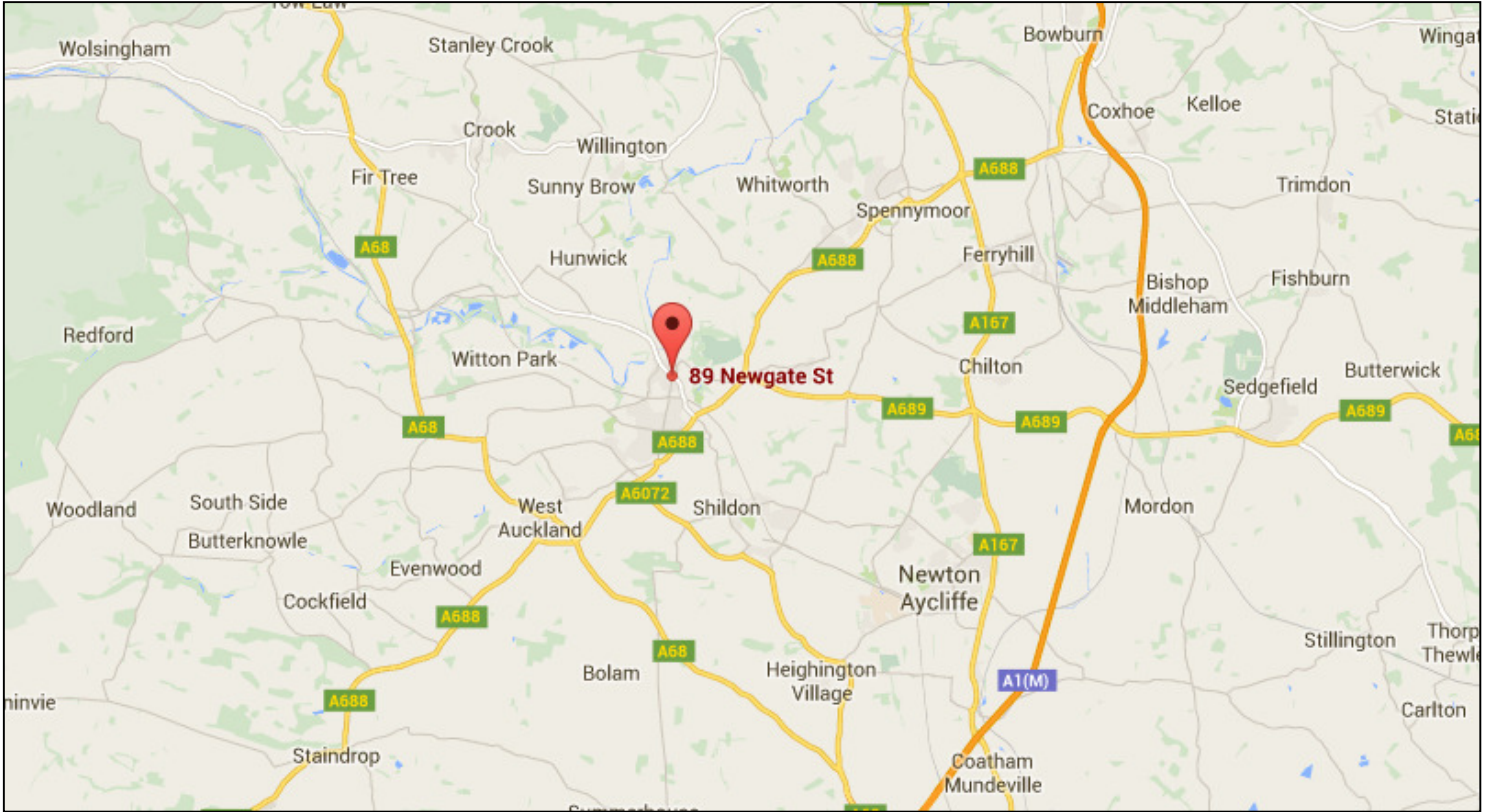 Tow Law
Bowburn
Wolsingham
Stanley Crook
Wingat
Coxhoe
Kelloe
Static
Crook
Willington
Fir Tree
Sunny Brow
Whitworth
A688
Trimdon
Spennymoor
A68
Hunwick
A688
Ferryhill
Bishop
Middleham
Fishburn
Redford
A167
Witton Park
89 Newgate St
Chilton
Butterwick
Sedgefield
A689
A689
A689
A68
A68
A688
A6072
Woodland
South Side
West
Auckland
Shildon
Mordon
Butterknowle
A167
Evenwood
Newton
Aycliffe
Cockfield
A688
Stillington
Thorp
Thewle
A68
Bolam
Heighington
Village
A1(M)
A688
ninvie
Carlton
Staindrop
Coatham
Mundeville
Summerhouse